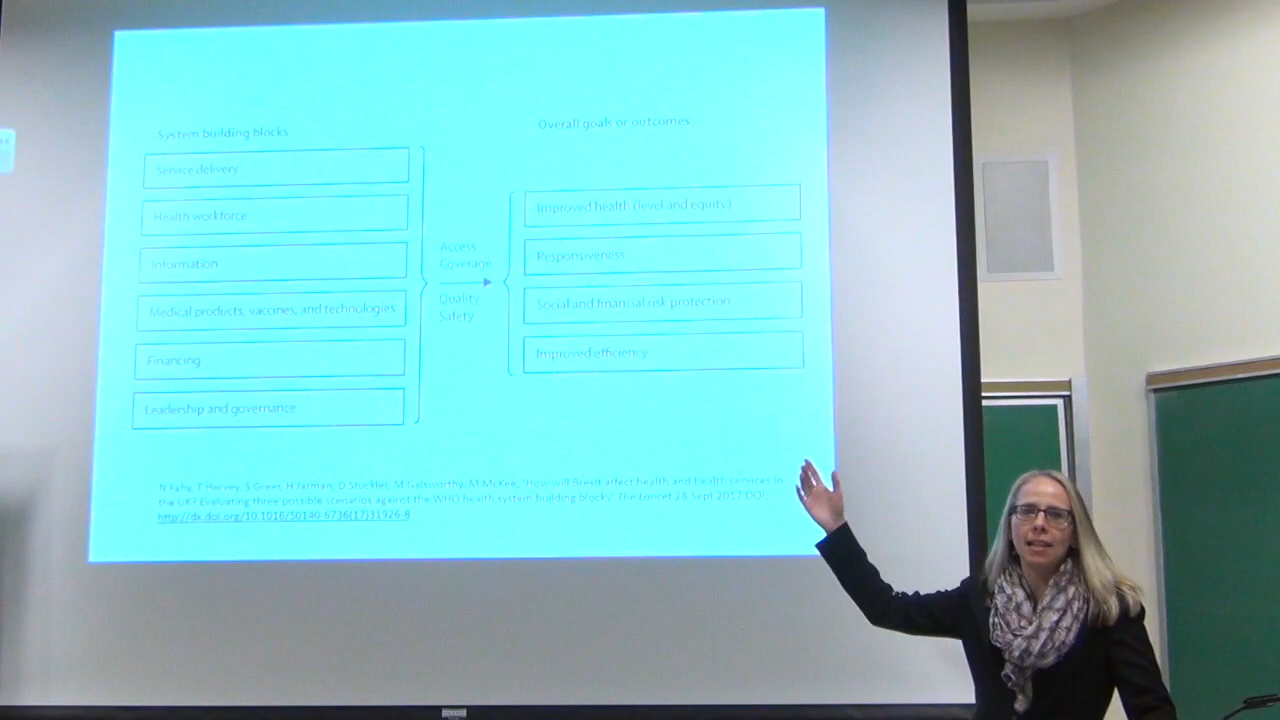 System building blocks
Service delivery
Health workforce
Information
Medical products, vaccines, and technologies
Financing
Leadership and governance
Access
Coverage
Quality
Safety
Overall goals or outcomes
Improved health (level and equity)
Responsiveness
Social and financial risk protection
Improved efficiency
N Fahy, T Hervey, S Greer, H Jarman, D Stuckler, M Galsworthy, M McKee, 'How will Brexit affect health and health services in
the UK? Evaluating three possible scenarios against the WHO health system building blocks' The Lancet 28 Sept 2017 DOI:
http://dx.doi.org/10.1016/S0140-6736(17)31926-8